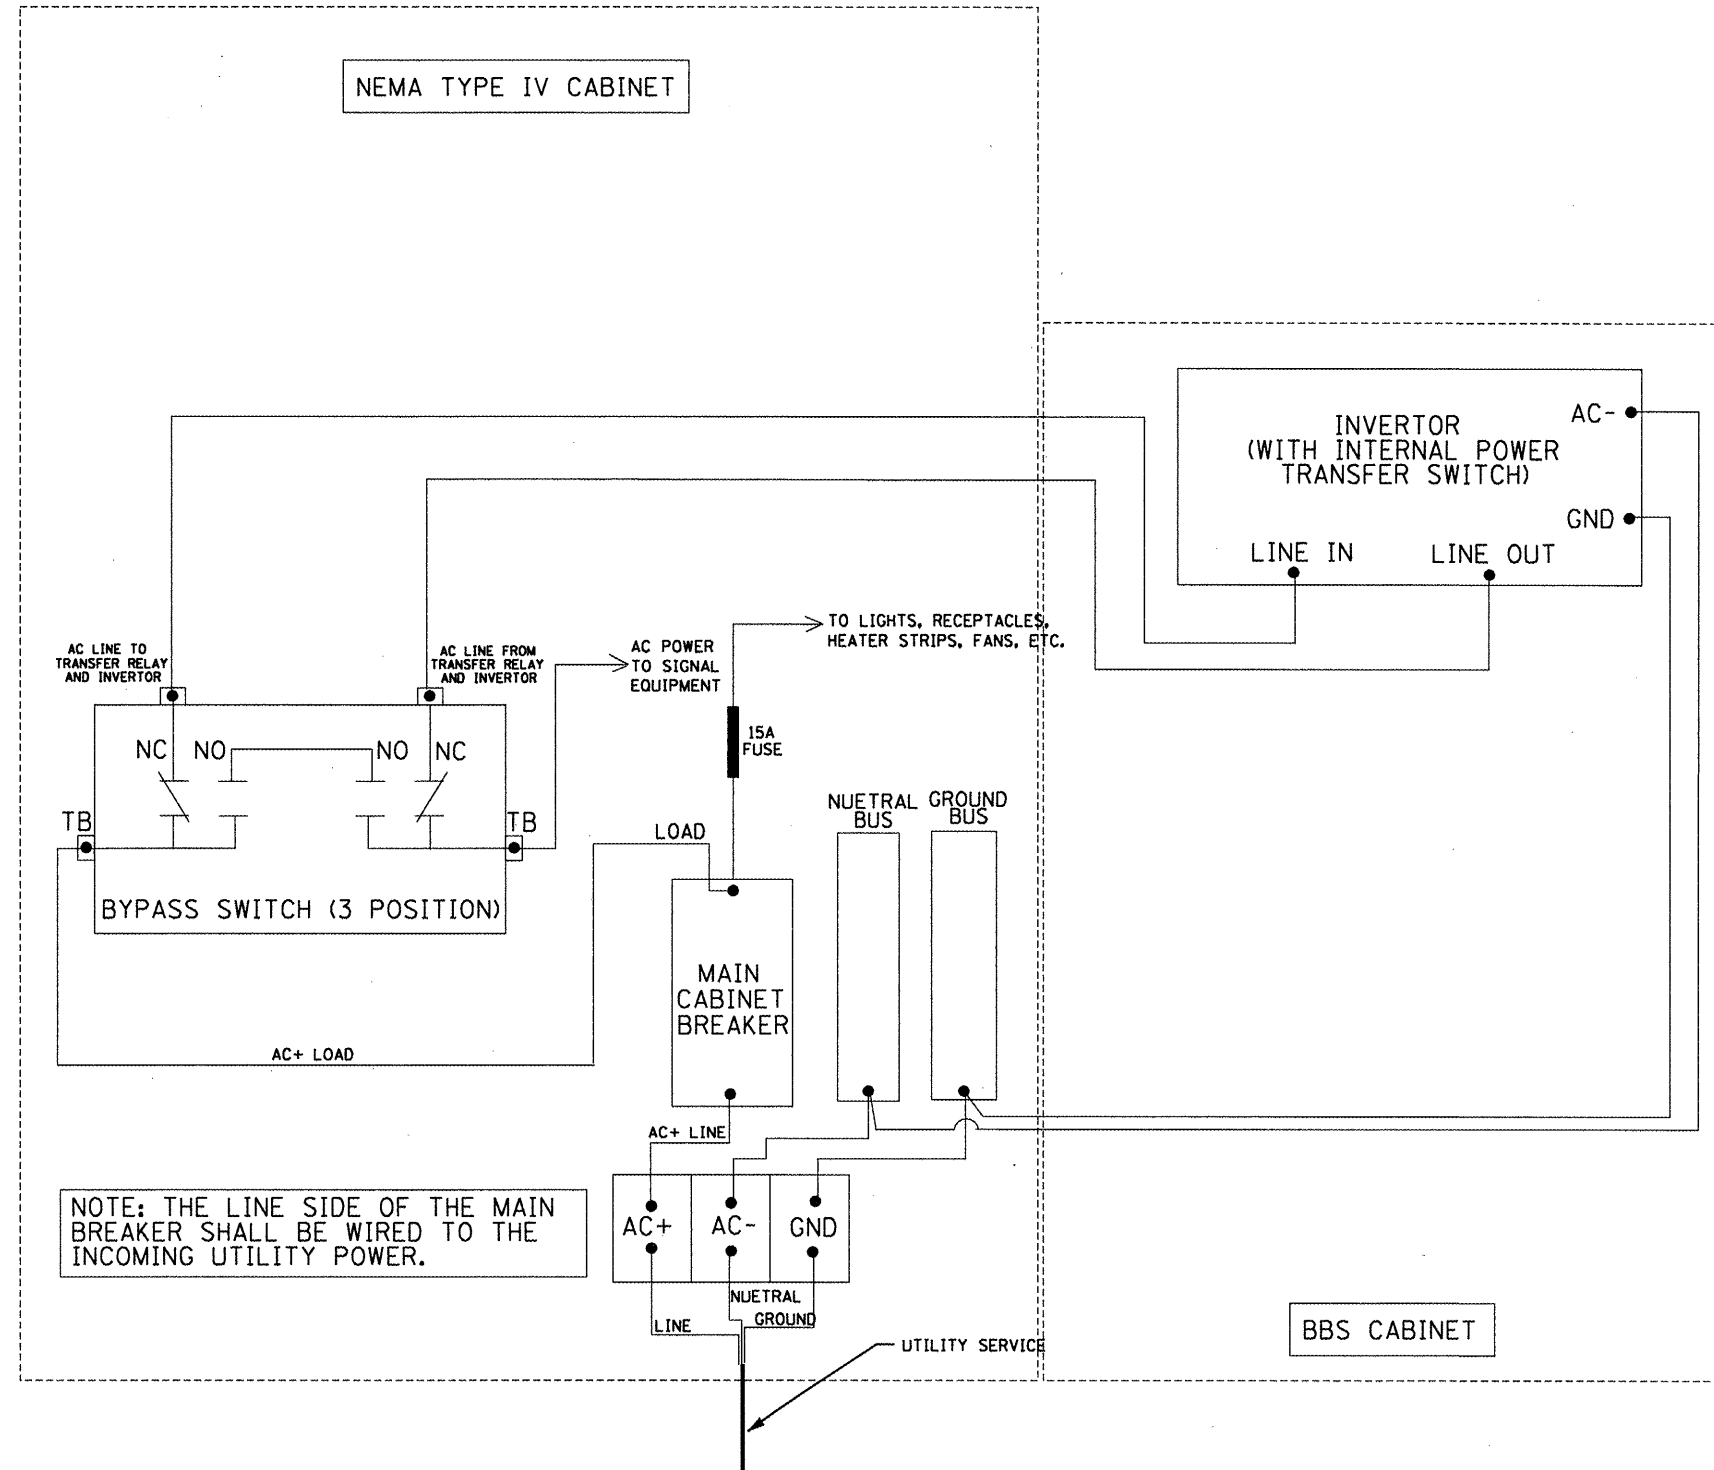 NEMA TYPE IV CABINET
INVERTOR
(WITH INTERNAL POWER
TRANSFER SWITCH)
AC-
GND
LINE IN
LINE OUT
TO LIGHTS, RECEPTACLES,
HEATER STRIPS, FANS, ETC.
AC LINE TO
TRANSFER RELAY
AND INVERTOR
AC LINE FROM
TRANSFER RELAY
AND INVERTOR
AC POWER
TO SIGNAL
EQUIPMENT
15A
FUSE
NC
NO
NO
NC
TB
TB
BYPASS SWITCH (3 POSITION)
LOAD
NUETRAL
BUS
GROUND
BUS
MAIN
CABINET
BREAKER
AC+ LOAD
AC+ LINE
NOTE: THE LINE SIDE OF THE MAIN
BREAKER SHALL BE WIRED TO THE
INCOMING UTILITY POWER.
AC+
AC-
GND
NUETRAL
GROUND
LINE
UTILITY SERVICE
BBS CABINET